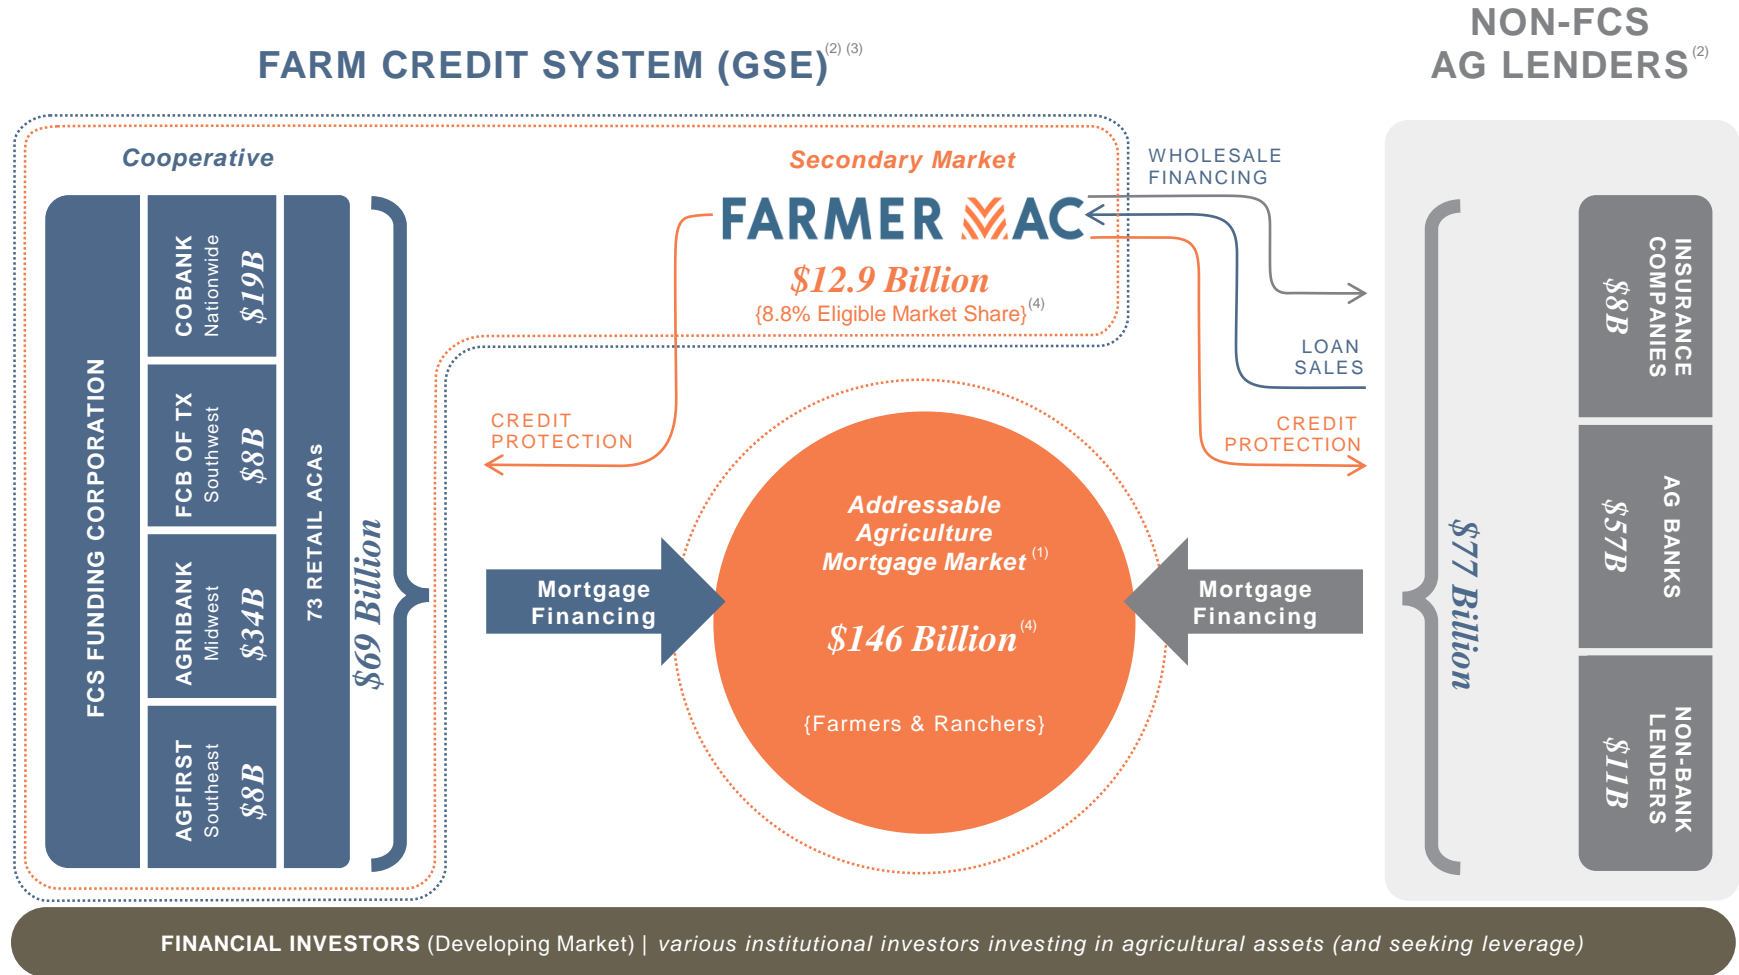 FARM CREDIT SYSTEM (GSE) (2) (3)
NON-FCS
AG LENDERS (2)
Cooperative
FCS FUNDING CORPORATION
COBANK
Nationwide
$19B
FCB OF TX
Southwest
$8B
AGRIBANK
Midwest
$34B
AGFIRST
Southeast
$8B
73 RETAIL ACAs
$69 Billion
Secondary Market
FARMER MAC
$12.9 Billion
{8.8% Eligible Market Share} (4)
WHOLESALE
FINANCING
LOAN
SALES
CREDIT
PROTECTION
CREDIT
PROTECTION
Mortgage
Financing
Addressable
Agriculture
Mortgage Market (1)
$146 Billion (4)
{Farmers & Ranchers}
Mortgage
Financing
$77 Billion
INSURANCE
COMPANIES
$8B
AG BANKS
$57B
NON-BANK
LENDERS
$11B
FINANCIAL INVESTORS (Developing Market) | various institutional investors investing in agricultural assets (and seeking leverage)